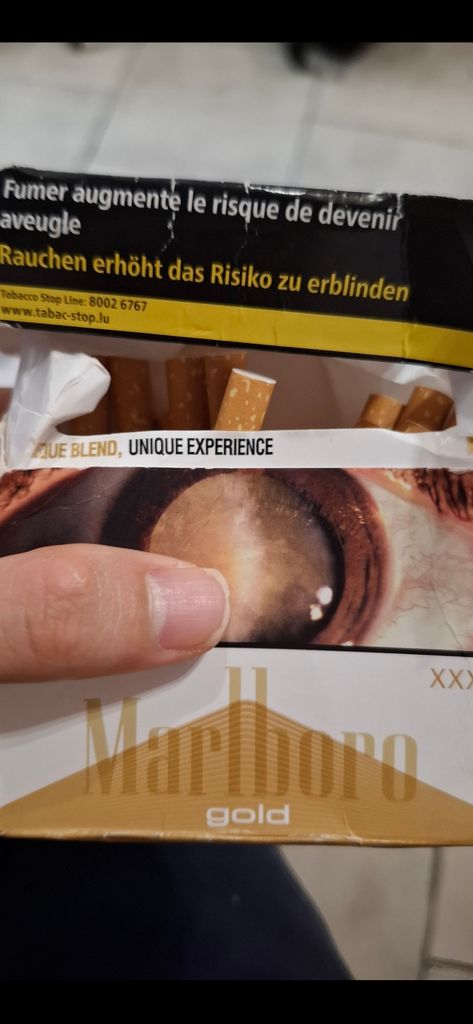 Fumer augmente le risque de devenir
aveugle
Rauchen erhöht das Risiko zu erblinden
Tobacco Stop Line: 8002 6767
www.tabac-stop.lu
BLEND, UNIQUE EXPERIENCE
XXX
Marlboro
gold